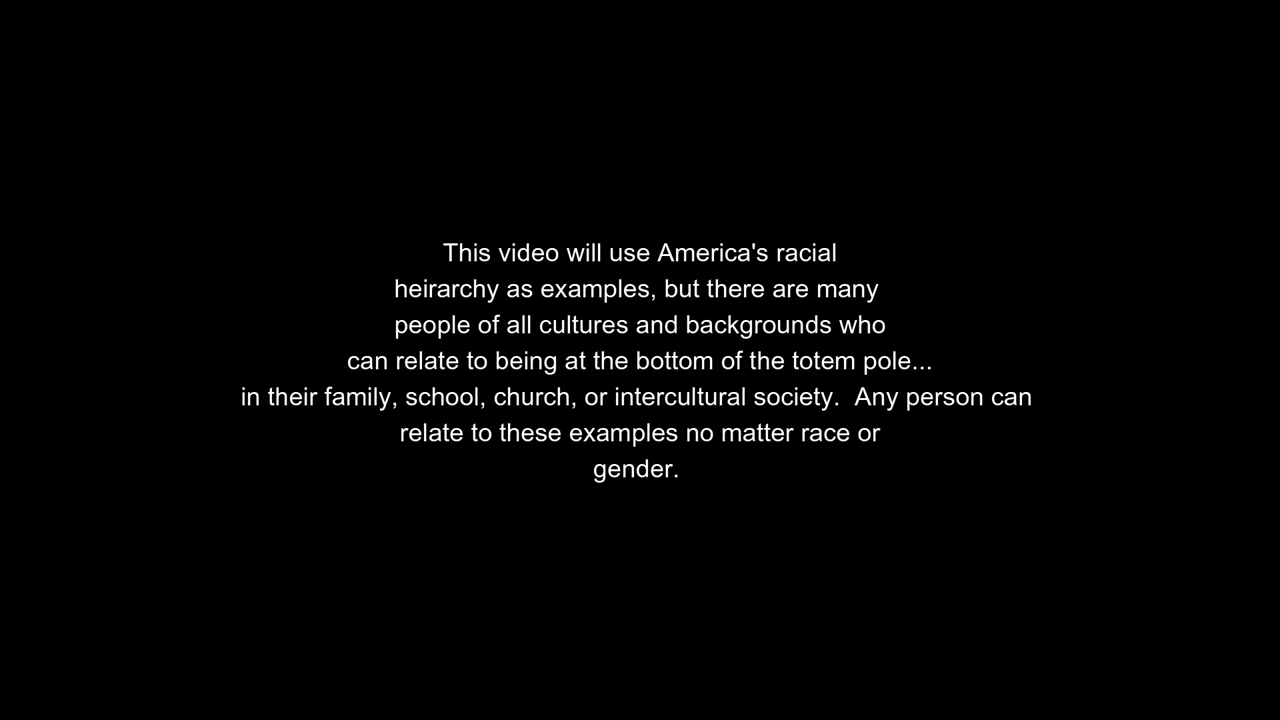 This video will use America's racial
heirarchy as examples, but there are many
people of all cultures and backgrounds who
can relate to being at the bottom of the totem pole...
in their family, school, church, or intercultural society.  Any person can
relate to these examples no matter race or
gender.